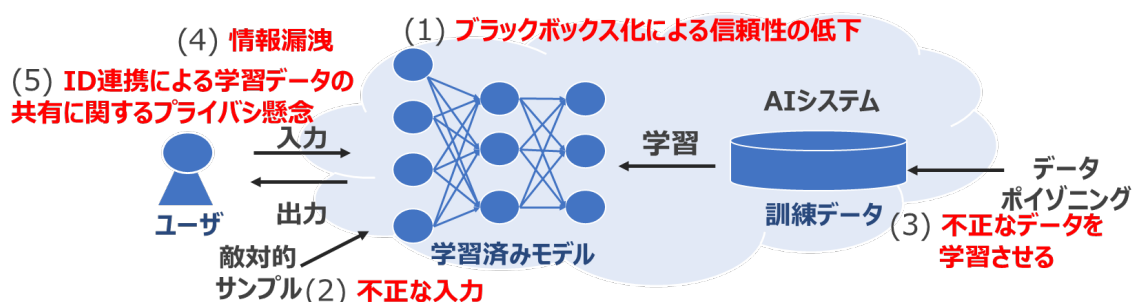 (1) ブラックボックス化による信頼性の低下
(4) 情報漏洩
(5) ID連携による学習データの
共有に関するプライバシ懸念
AIシステム
入力
学習
出力
ユーザ
学習済みモデル
訓練データ
データ
ポイゾニング
(3) 不正なデータを
学習させる
敵対的
サンプル
(2) 不正な入力